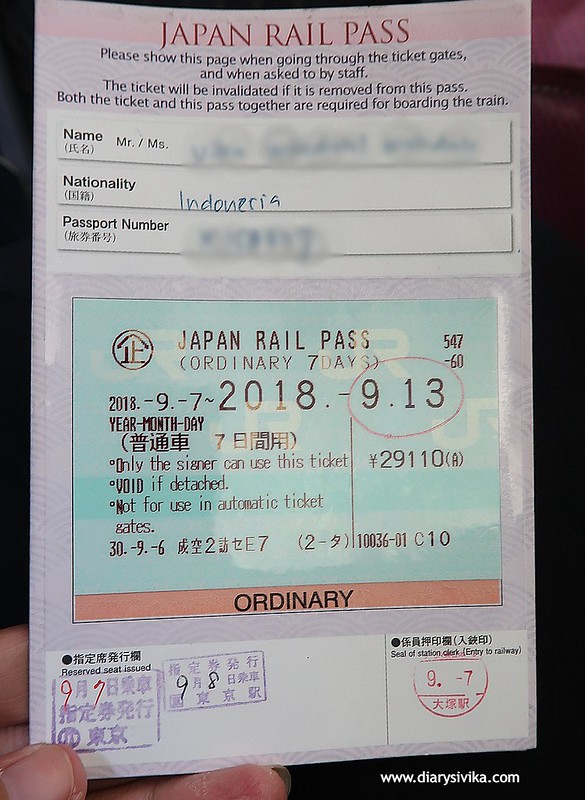 JAPAN RAIL PASS
Please show this page when going through the ticket gates,
and when asked to by staff.
The ticket will be invalidated if it is removed from this pass.
Both the ticket and this pass together are required for boarding the train.
Name Mr. / Ms.
(氏名)
Nationality
(国籍) Indonesia
Passport Number
(旅券番号)
企 JAPAN RAIL PASS 547
(ORDINARY 7DAYS) -60
2018.-9.-7~2018.-9.13
YEAR-MONTH-DAY
(普通車 7日間用)
°Only the signer can use this ticket ¥29110(A)
°VOID if detached.
°Not for use in automatic ticket
gates.
30.-9.-6 成空2訪セE7 (2-タ) 10036-01 C10
ORDINARY
●指定席発行欄
Reserved seat issued
9月7日乗車
指定券発行
東京
指定券発行
9月8日乗車
東京駅
●係員押印欄(入鋏印)
Seal of station clerk (Entry to railway)
9. -7
大塚駅
www.diarysivika.com